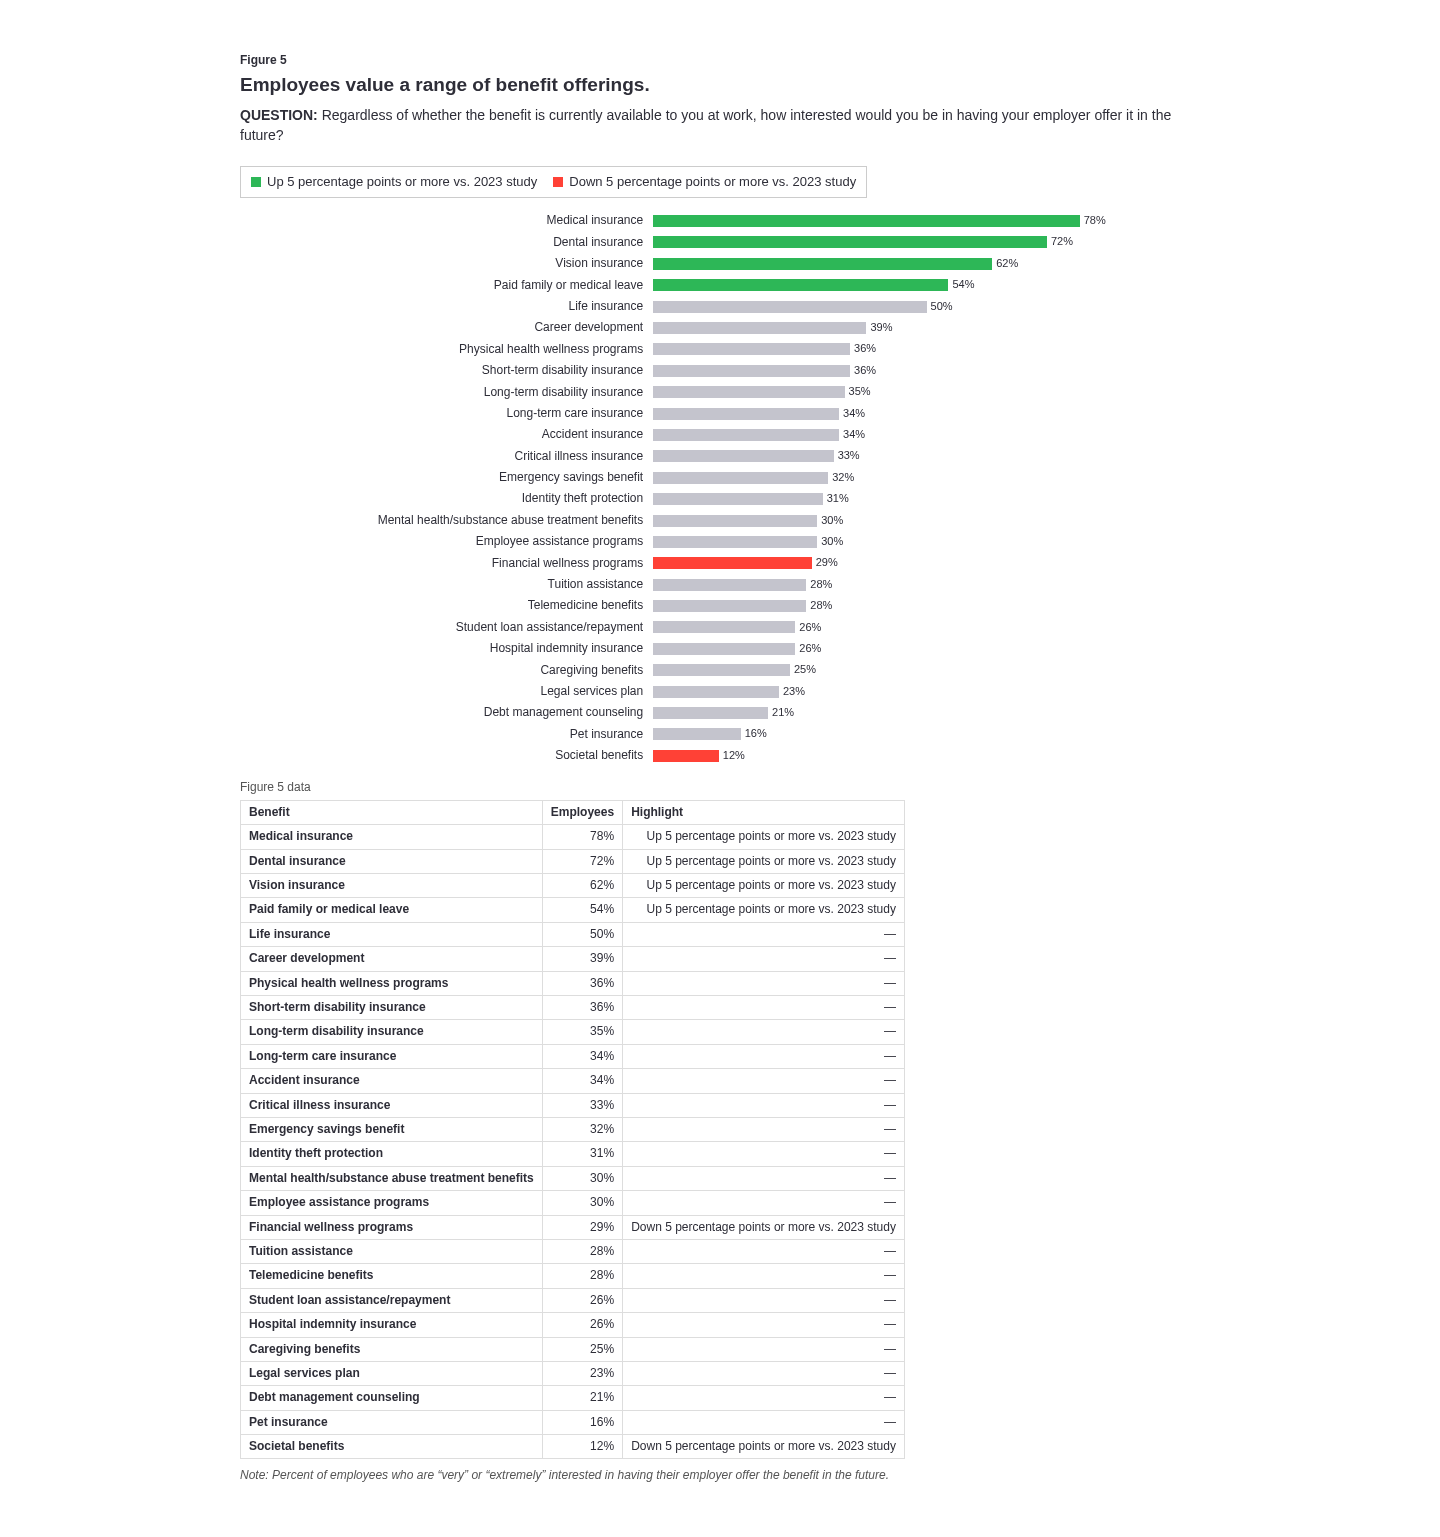 Figure 5
Employees value a range of benefit offerings.
QUESTION: Regardless of whether the benefit is currently available to you at work, how interested would you be in having your employer offer it in the
future?
Up 5 percentage points or more vs. 2023 study Down 5 percentage points or more vs. 2023 study
Medical insurance 78%
Dental insurance 72%
Vision insurance 62%
Paid family or medical leave 54%
Life insurance 50%
Career development 39%
Physical health wellness programs 36%
Short-term disability insurance 36%
Long-term disability insurance 35%
Long-term care insurance 34%
Accident insurance 34%
Critical illness insurance 33%
Emergency savings benefit 32%
Identity theft protection 31%
Mental health/substance abuse treatment benefits 30%
Employee assistance programs 30%
Financial wellness programs 29%
Tuition assistance 28%
Telemedicine benefits 28%
Student loan assistance/repayment 26%
Hospital indemnity insurance 26%
Caregiving benefits 25%
Legal services plan 23%
Debt management counseling 21%
Pet insurance 16%
Societal benefits 12%
Figure 5 data
Benefit Employees Highlight
Medical insurance 78% Up 5 percentage points or more vs. 2023 study
Dental insurance 72% Up 5 percentage points or more vs. 2023 study
Vision insurance 62% Up 5 percentage points or more vs. 2023 study
Paid family or medical leave 54% Up 5 percentage points or more vs. 2023 study
Life insurance 50% —
Career development 39% —
Physical health wellness programs 36% —
Short-term disability insurance 36% —
Long-term disability insurance 35% —
Long-term care insurance 34% —
Accident insurance 34% —
Critical illness insurance 33% —
Emergency savings benefit 32% —
Identity theft protection 31% —
Mental health/substance abuse treatment benefits 30% —
Employee assistance programs 30% —
Financial wellness programs 29% Down 5 percentage points or more vs. 2023 study
Tuition assistance 28% —
Telemedicine benefits 28% —
Student loan assistance/repayment 26% —
Hospital indemnity insurance 26% —
Caregiving benefits 25% —
Legal services plan 23% —
Debt management counseling 21% —
Pet insurance 16% —
Societal benefits 12% Down 5 percentage points or more vs. 2023 study
Note: Percent of employees who are “very” or “extremely” interested in having their employer offer the benefit in the future.